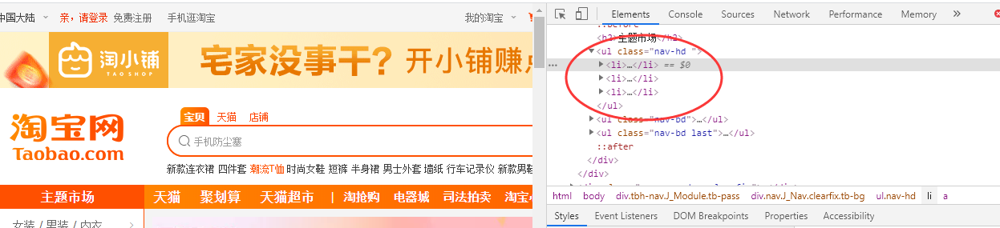 中国大陆 亲，请登录 免费注册 手机逛淘宝 我的淘宝
淘小铺
TAO SHOP
宅家没事干? 开小铺赚
淘宝网
Taobao.com
宝贝 天猫 店铺
手机防尘塞
新款连衣裙 四件套 潮流T恤 时尚女鞋 短裤 半身裙 男士外套 墙纸 行车记录仪 新款男鞋
主题市场 天猫 聚划算 天猫超市 | 淘抢购 电器城 司法拍卖 淘宝
女装 / 男装 / 内衣
Elements Console Sources Network Performance Memory »
::before
<h2>主题市场</h2>
<ul class="nav-hd ">
… <li>…</li> == $0
<li>…</li>
<li>…</li>
</ul>
<ul class="nav-bd">…</ul>
<ul class="nav-bd last">…</ul>
::after
</div>
</div>
html body div.tbh-nav.J_Module.tb-pass div.nav.J_Nav.clearfix.tb-bg ul.nav-hd li a
Styles Event Listeners DOM Breakpoints Properties Accessibility